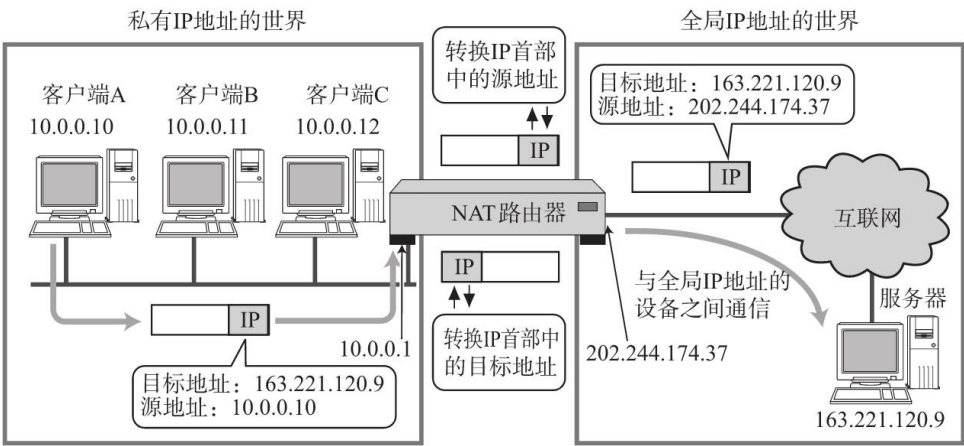 私有IP地址的世界
全局IP地址的世界
转换IP首部
中的源地址
目标地址：163.221.120.9
源地址：202.244.174.37
客户端A
10.0.0.10
客户端B
10.0.0.11
客户端C
10.0.0.12
IP
IP
NAT路由器
互联网
IP
与全局IP地址的
设备之间通信
服务器
IP
10.0.0.1
转换IP首部中
的目标地址
202.244.174.37
目标地址：163.221.120.9
源地址：10.0.0.10
163.221.120.9